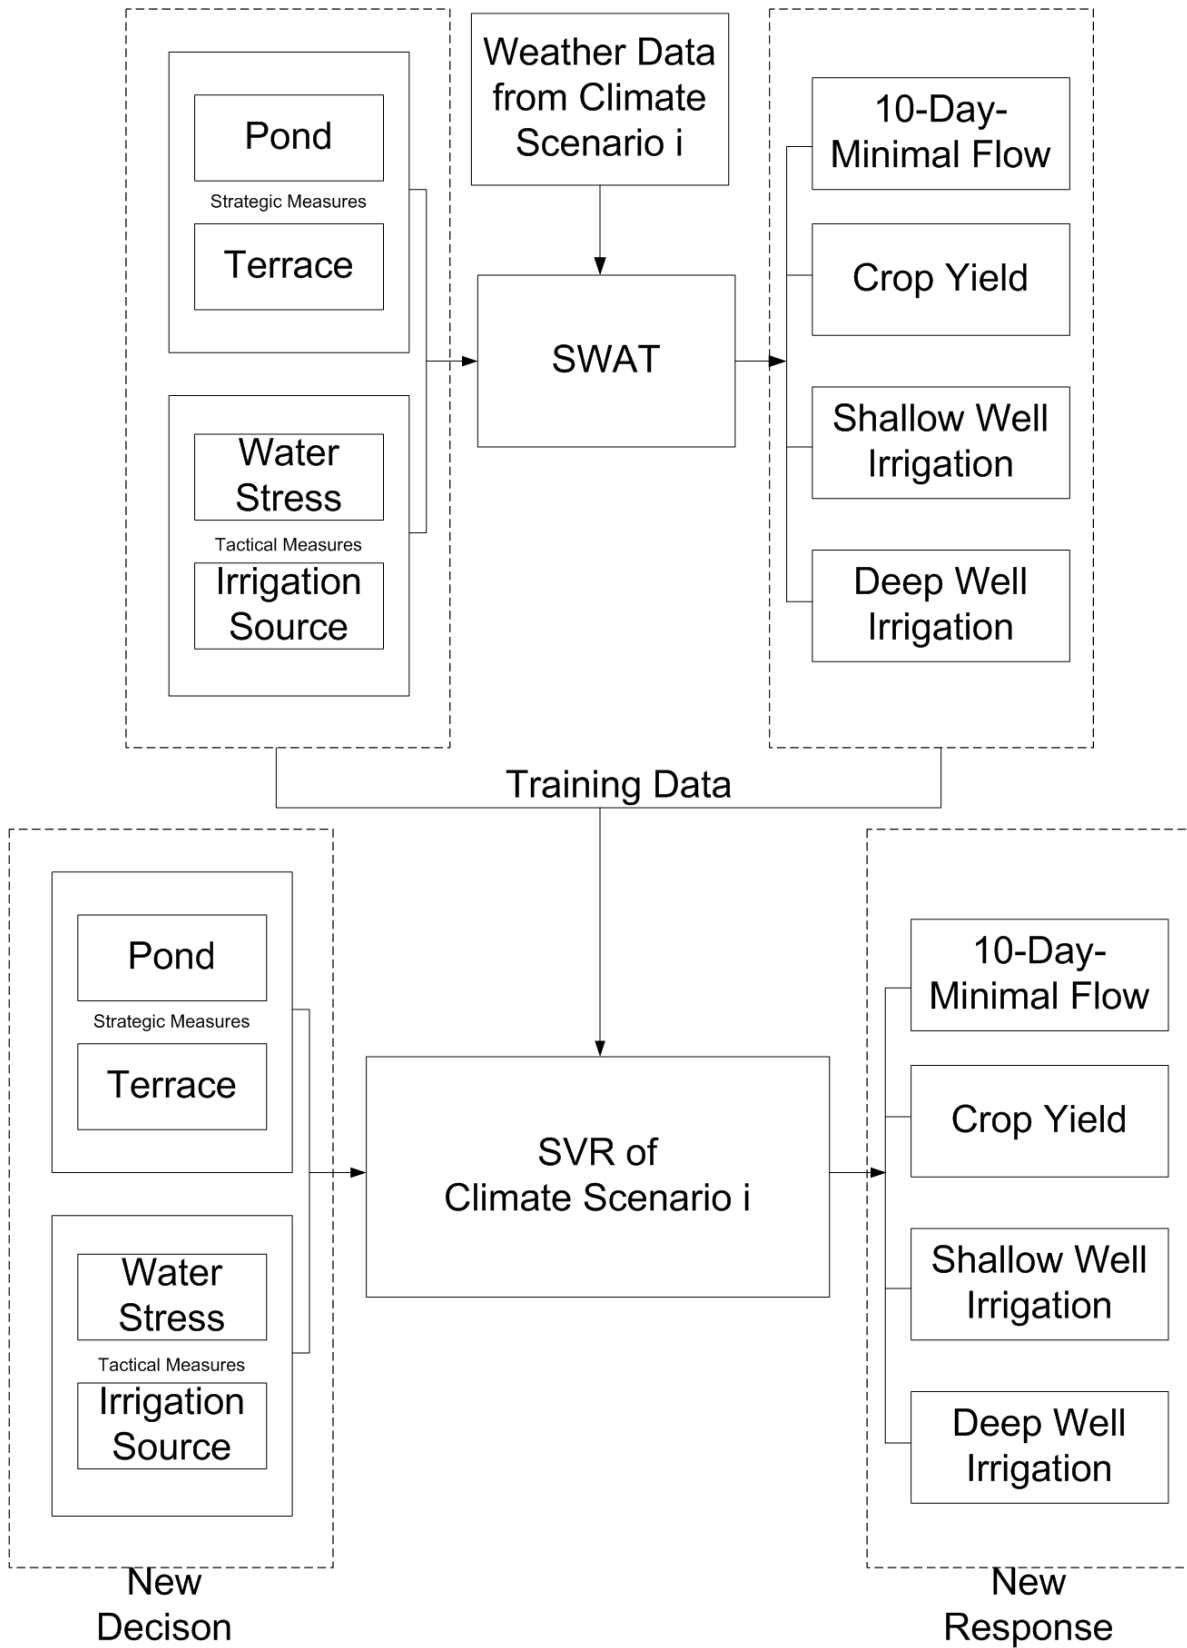 Pond
Strategic Measures
Terrace
Water
Stress
Tactical Measures
Irrigation
Source
Weather Data
from Climate
Scenario i
SWAT
10-Day-
Minimal Flow
Crop Yield
Shallow Well
Irrigation
Deep Well
Irrigation
Training Data
Pond
Strategic Measures
Terrace
Water
Stress
Tactical Measures
Irrigation
Source
New
Decison
SVR of
Climate Scenario i
10-Day-
Minimal Flow
Crop Yield
Shallow Well
Irrigation
Deep Well
Irrigation
New
Response